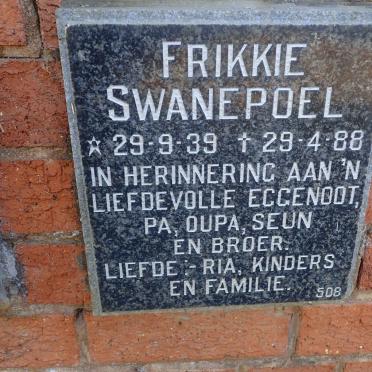 FRIKKIE
SWANEPOEL
☆ 29-9-39 † 29-4-88
IN HERINNERING AAN 'N
LIEFDEVOLLE EGGENOOT,
PA, OUPA, SEUN
EN BROER.
LIEFDE:- RIA, KINDERS
EN FAMILIE.
508